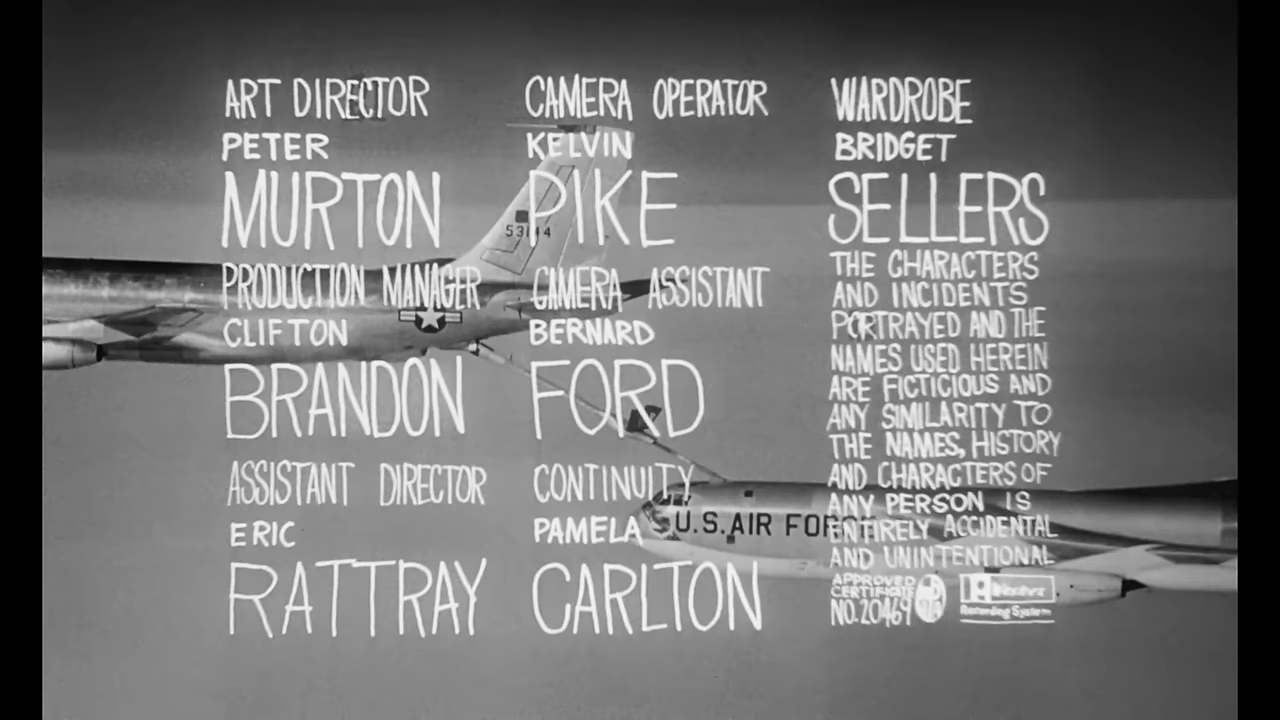 ART DIRECTOR
PETER
MURTON
PRODUCTION MANAGER
CLIFTON
BRANDON
ASSISTANT DIRECTOR
ERIC
RATTRAY
CAMERA OPERATOR
KELVIN
PIKE
CAMERA ASSISTANT
BERNARD
FORD
CONTINUITY
PAMELA
CARLTON
WARDROBE
BRIDGET
SELLERS
THE CHARACTERS
AND INCIDENTS
PORTRAYED AND THE
NAMES USED HEREIN
ARE FICTICIOUS AND
ANY SIMILARITY TO
THE NAMES, HISTORY
AND CHARACTERS OF
ANY PERSON IS
ENTIRELY ACCIDENTAL
AND UNINTENTIONAL
APPROVED
CERTIFICATE
NO. 20469
Recording System
U.S. AIR FORCE